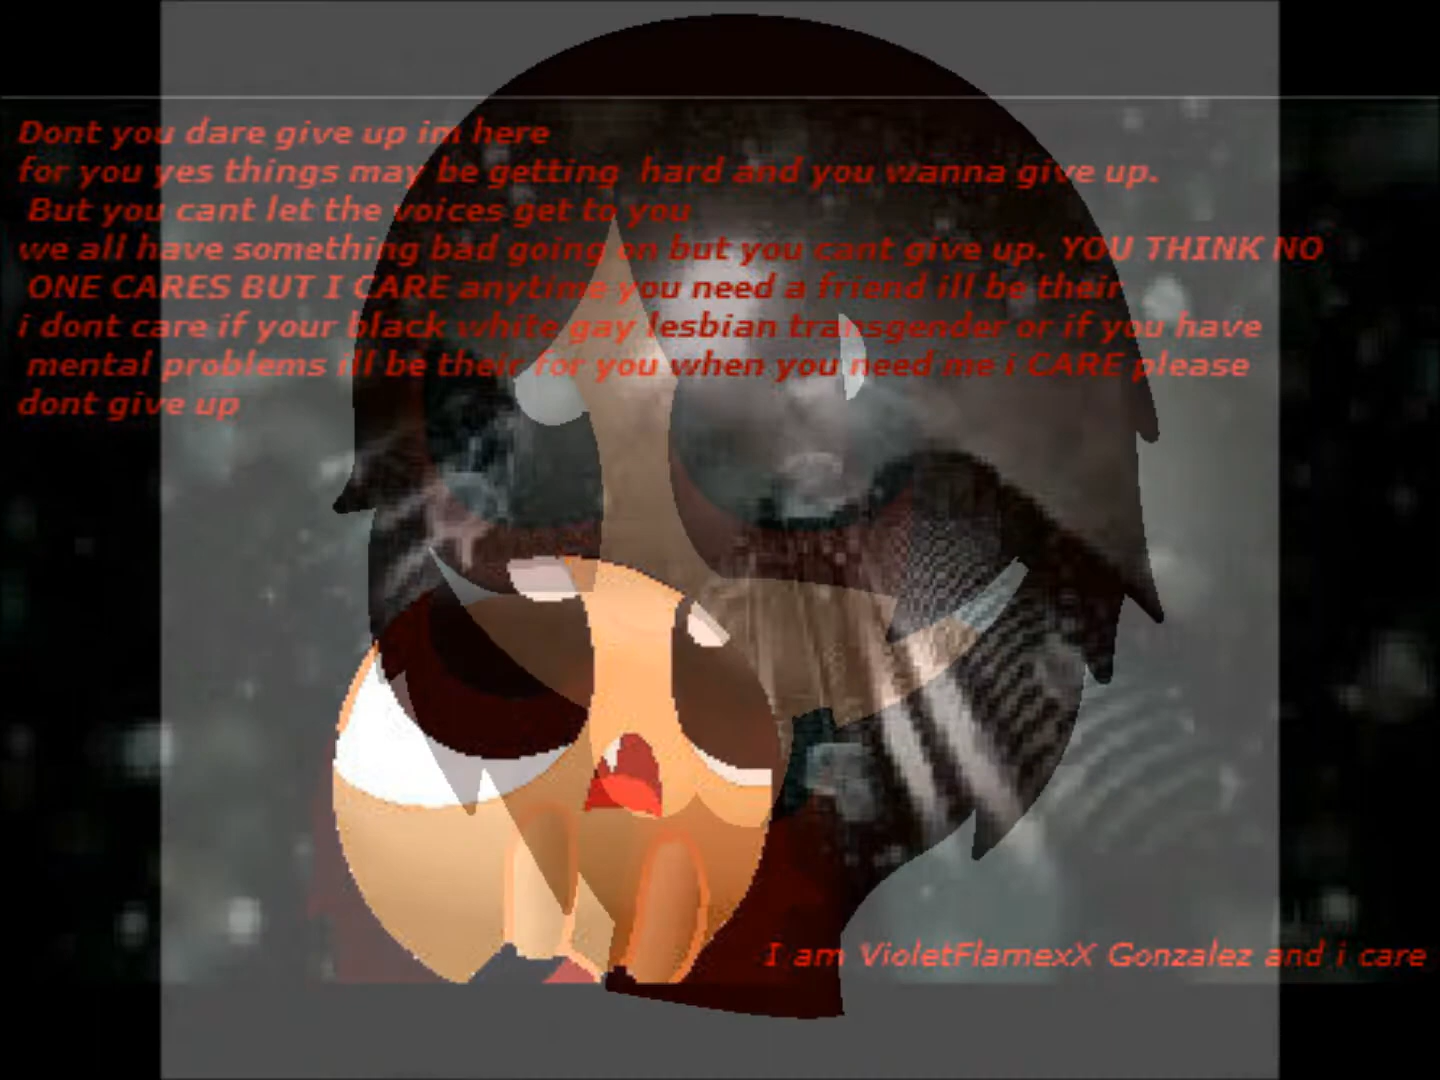 Dont you dare give up im here
for you yes things may be getting  hard and you wanna give up.
But you cant let the voices get to you
we all have something bad going on but you cant give up. YOU THINK NO
ONE CARES BUT I CARE anytime you need a friend ill be their
i dont care if your black white gay lesbian transgender or if you have
mental problems ill be their for you when you need me i CARE please
dont give up
I am VioletFlamexX Gonzalez and i care